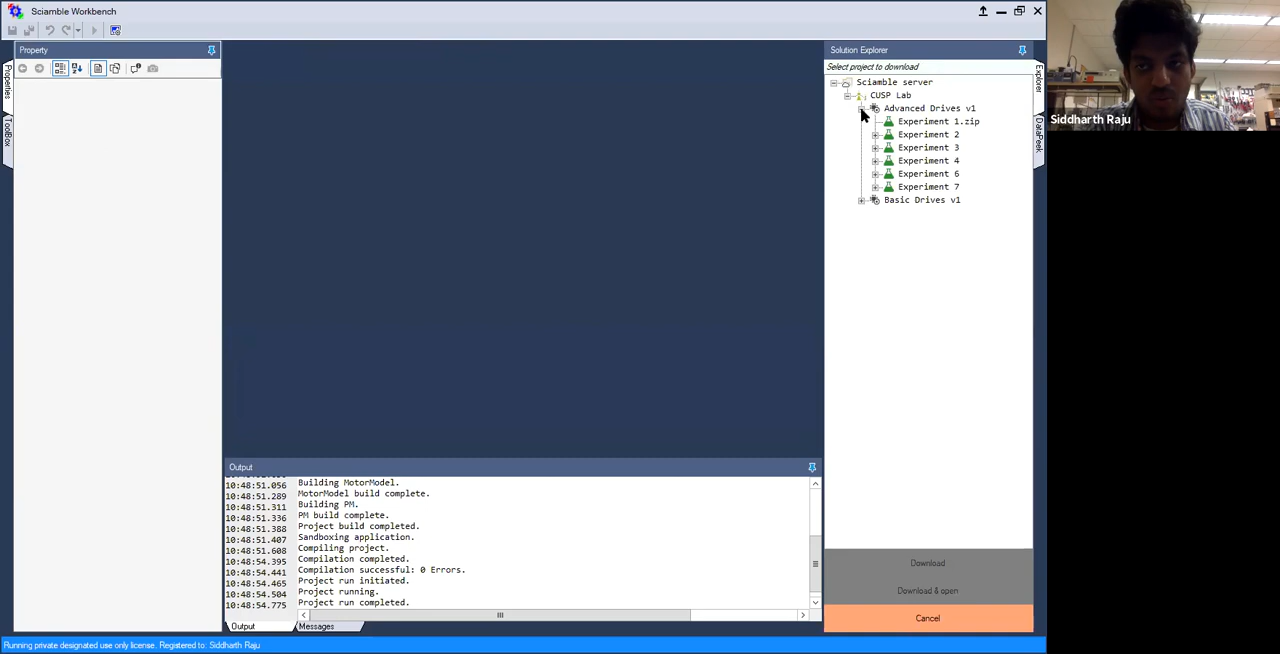 Sciamble Workbench
Property
Solution Explorer
Select project to download
Properties
ToolBox
Explorer
DataPeek
Sciamble server
CUSP Lab
Advanced Drives v1
Experiment 1.zip
Experiment 2
Experiment 3
Experiment 4
Experiment 6
Experiment 7
Basic Drives v1
Siddharth Raju
Output
10:48:51.056 Building MotorModel.
10:48:51.289 MotorModel build complete.
10:48:51.311 Building PM.
10:48:51.336 PM build complete.
10:48:51.388 Project build completed.
10:48:51.407 Sandboxing application.
10:48:51.608 Compiling project.
10:48:54.395 Compilation completed.
10:48:54.441 Compilation successful: 0 Errors.
10:48:54.465 Project run initiated.
10:48:54.504 Project running.
10:48:54.775 Project run completed.
Output Messages
Download
Download & open
Cancel
Running private designated use only license. Registered to: Siddharth Raju